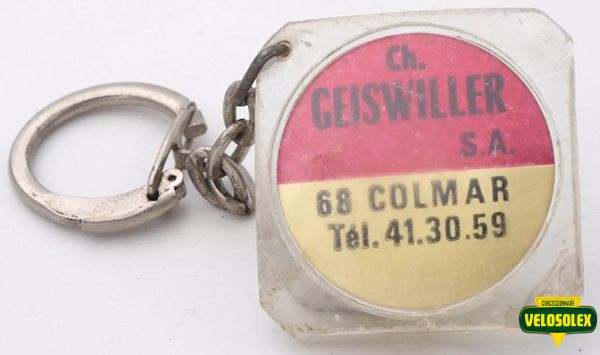 Ch.
GEISWILLER
S.A.
68 COLMAR
Tél. 41.30.59
CONCESSIONNAIRE
VELOSOLEX